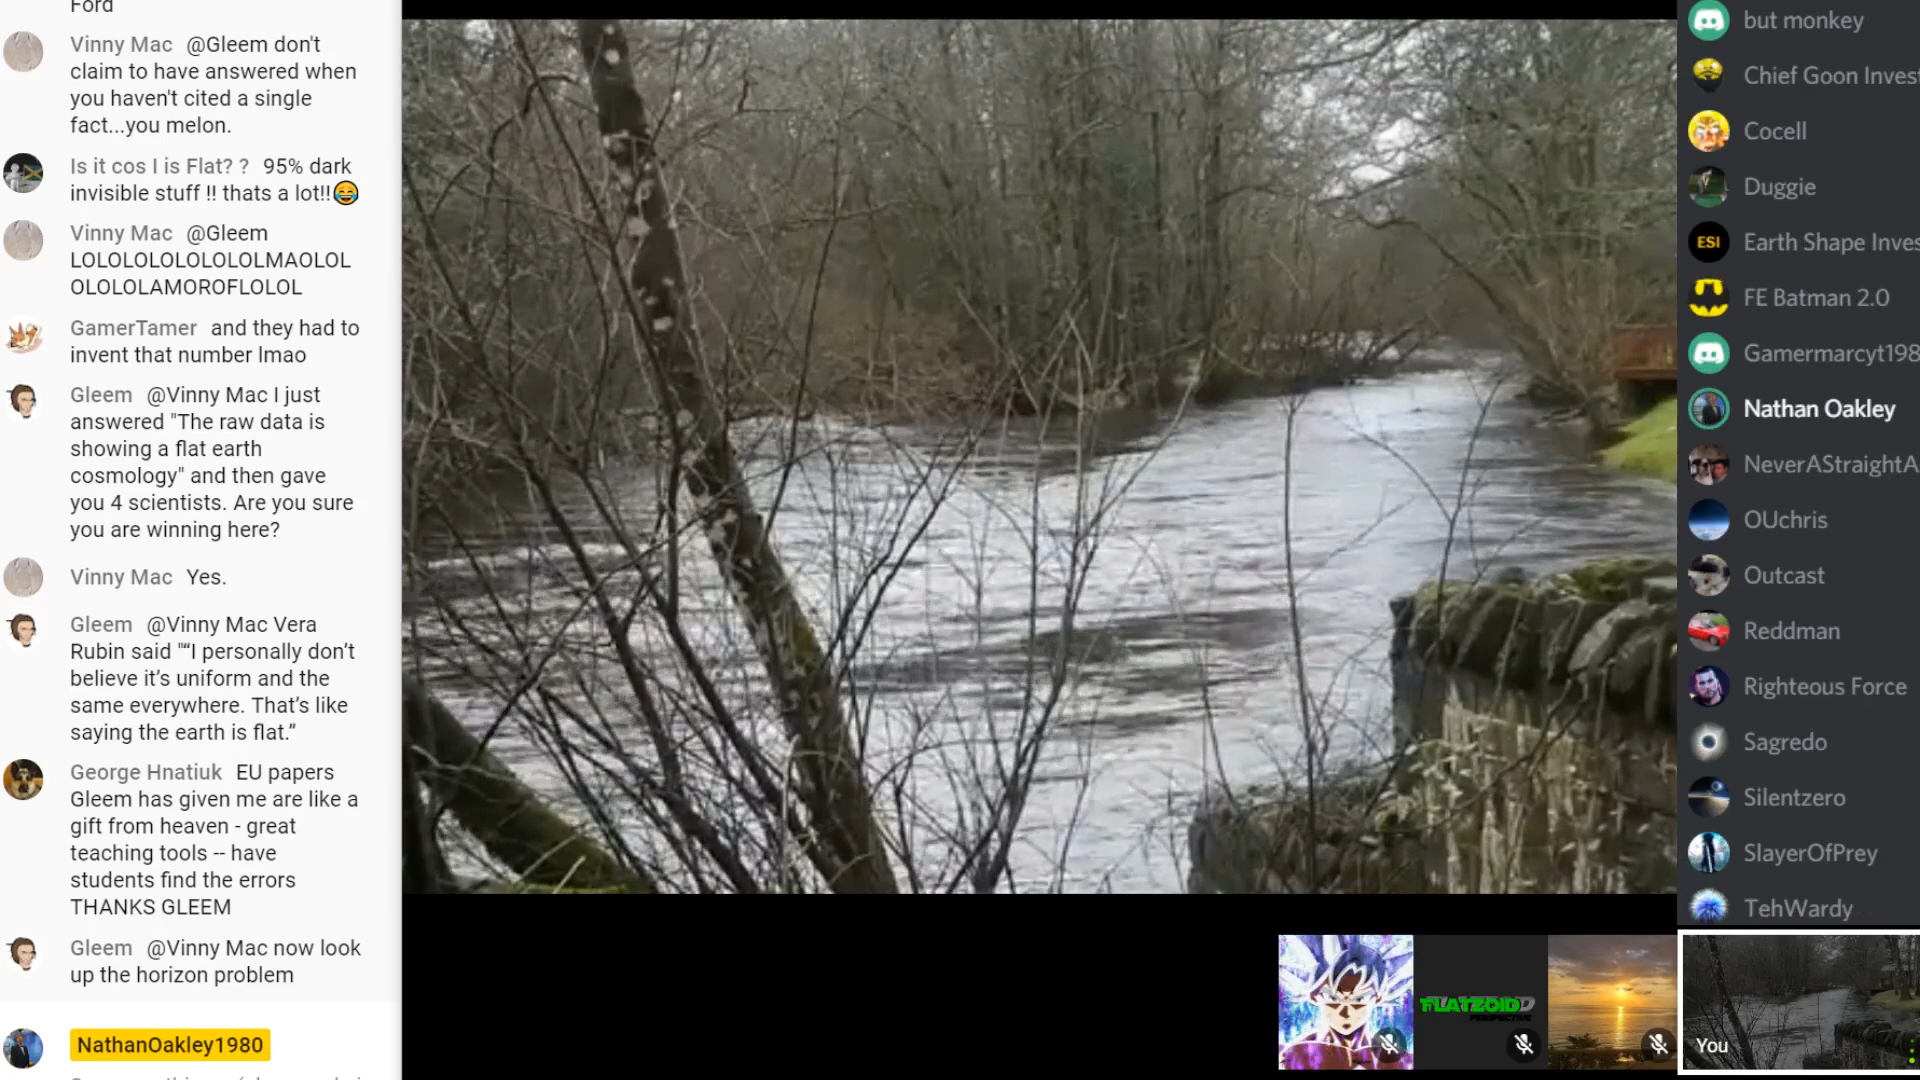 Ford
Vinny Mac @Gleem don't
claim to have answered when
you haven't cited a single
fact...you melon.
Is it cos I is Flat? ? 95% dark
invisible stuff !! thats a lot!!😂
Vinny Mac @Gleem
LOLOLOLOLOLOLOLMAOLOL
OLOLOLAMOROFLOLOL
GamerTamer and they had to
invent that number lmao
Gleem @Vinny Mac I just
answered "The raw data is
showing a flat earth
cosmology" and then gave
you 4 scientists. Are you sure
you are winning here?
Vinny Mac Yes.
Gleem @Vinny Mac Vera
Rubin said "“I personally don’t
believe it’s uniform and the
same everywhere. That’s like
saying the earth is flat.”
George Hnatiuk EU papers
Gleem has given me are like a
gift from heaven - great
teaching tools -- have
students find the errors
THANKS GLEEM
Gleem @Vinny Mac now look
up the horizon problem
NathanOakley1980
but monkey
Chief Goon Invest
Cocell
Duggie
ESI
Earth Shape Inves
FE Batman 2.0
Gamermarcyt198
Nathan Oakley
NeverAStraightA
OUchris
Outcast
Reddman
Righteous Force
Sagredo
Silentzero
SlayerOfPrey
TehWardy
FLATZOID
PERSPECTIVE
You